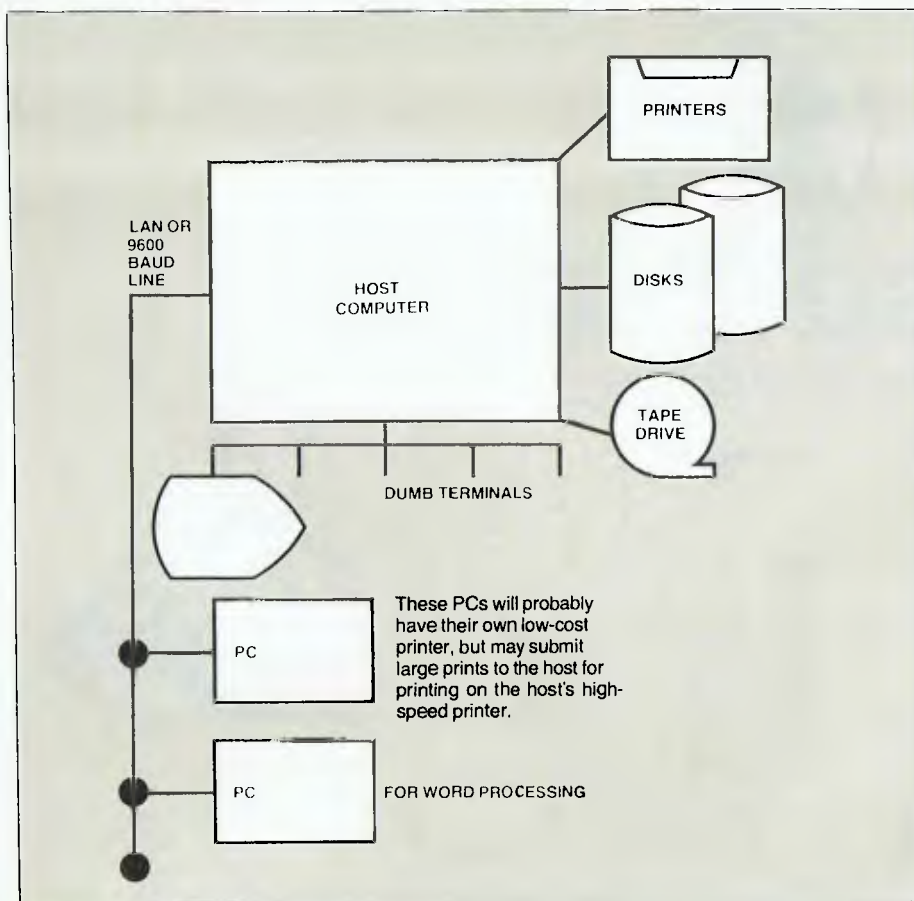 PRINTERS
LAN OR
9600
BAUD
LINE
HOST
COMPUTER
DISKS
TAPE
DRIVE
DUMB TERMINALS
PC
These PCs will probably
have their own low-cost
printer, but may submit
large prints to the host for
printing on the host's high-
speed printer.
PC
FOR WORD PROCESSING